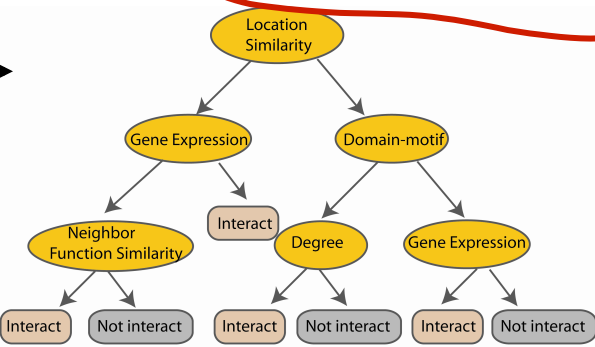 Location
Similarity
Gene Expression
Domain-motif
Interact
Neighbor
Function Similarity
Degree
Gene Expression
Interact
Not interact
Interact
Not interact
Interact
Not interact